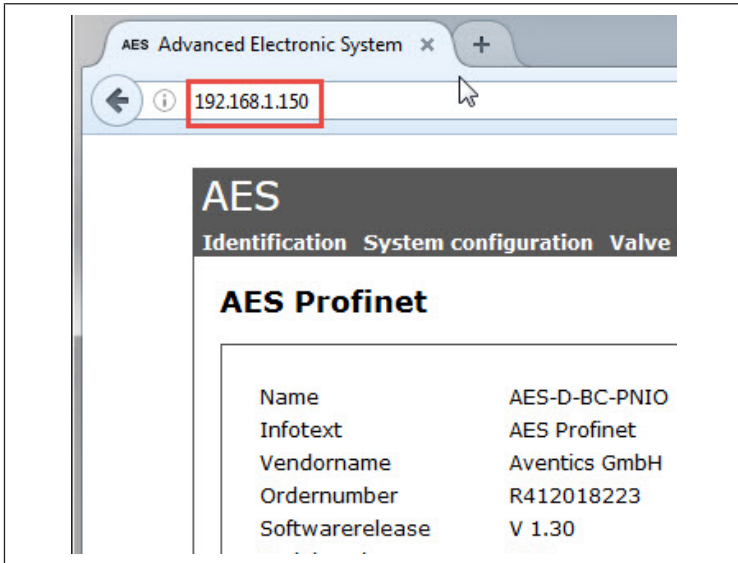 AES Advanced Electronic System
192.168.1.150
AES
Identification System configuration Valve
AES Profinet
Name AES-D-BC-PNIO
Infotext AES Profinet
Vendorname Aventics GmbH
Ordernumber R412018223
Softwarerelease V 1.30